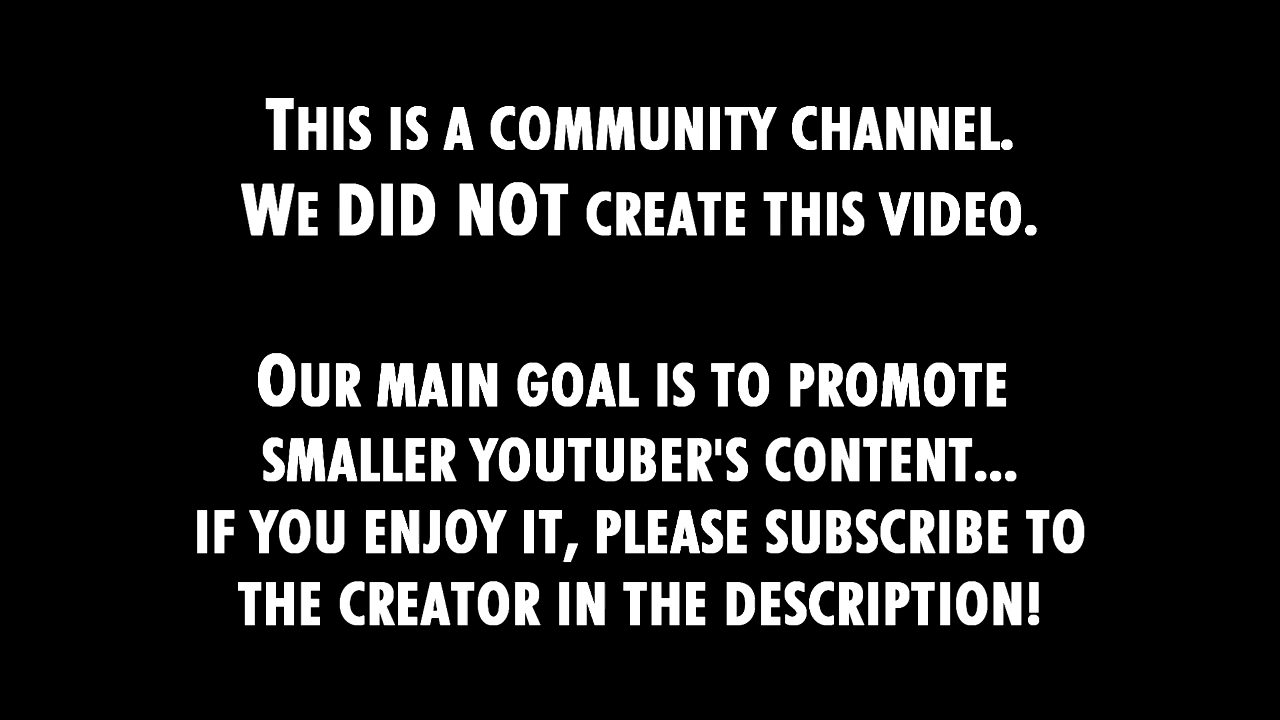 This is a community channel.
We DID NOT create this video.
Our main goal is to promote
smaller youtuber's content...
if you enjoy it, please subscribe to
the creator in the description!